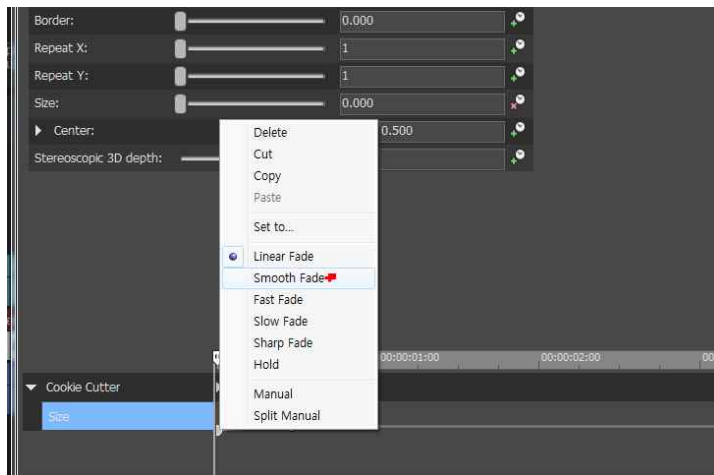 Border: 0.000
Repeat X: 1
Repeat Y: 1
Size: 0.000
Center: 0.500
Stereoscopic 3D depth:
Delete
Cut
Copy
Paste
Set to...
Linear Fade
Smooth Fade
Fast Fade
Slow Fade
Sharp Fade
Hold
Manual
Split Manual
00:00:01:00 00:00:02:00 00
Cookie Cutter
Size